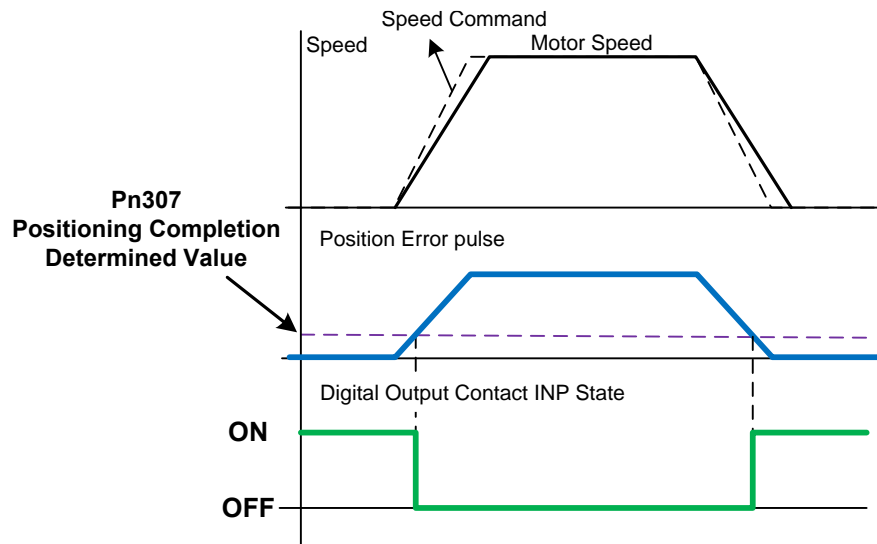 Speed Command
Speed
Motor Speed
Pn307
Positioning Completion
Determined Value
Position Error pulse
Digital Output Contact INP State
ON
OFF